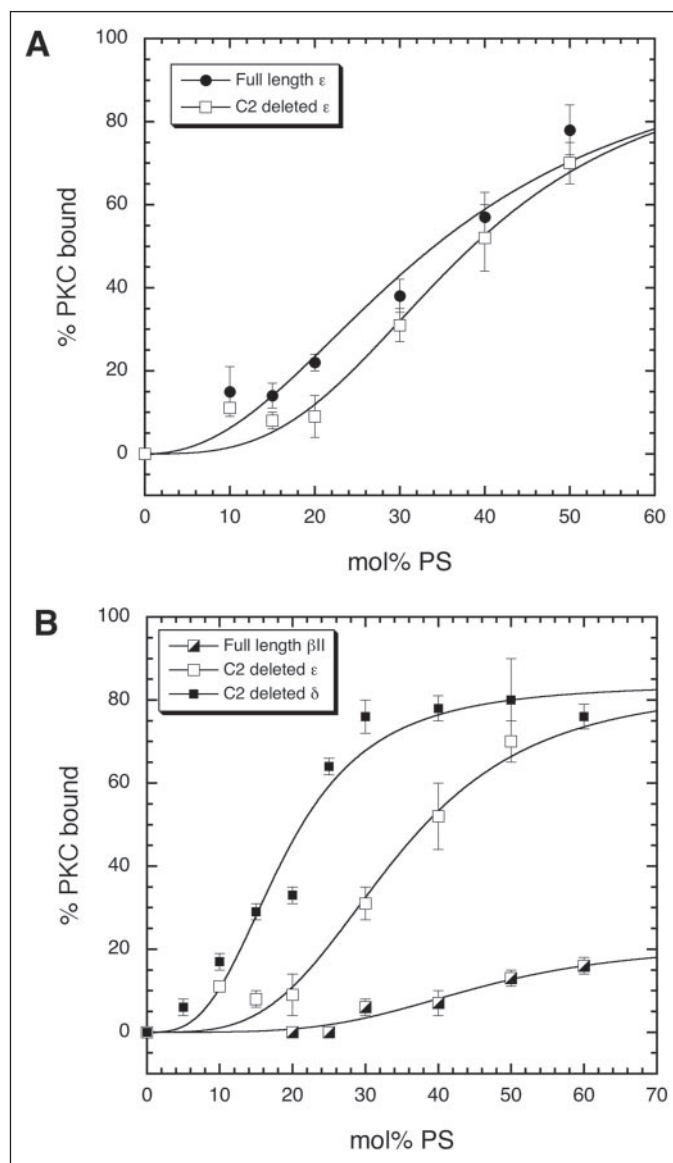 A
Full length ε
C2 deleted ε
100
80
60
40
20
0
% PKC bound
0 10 20 30 40 50 60
mol% PS
B
Full length βII
C2 deleted ε
C2 deleted δ
100
80
60
40
20
0
% PKC bound
0 10 20 30 40 50 60 70
mol% PS